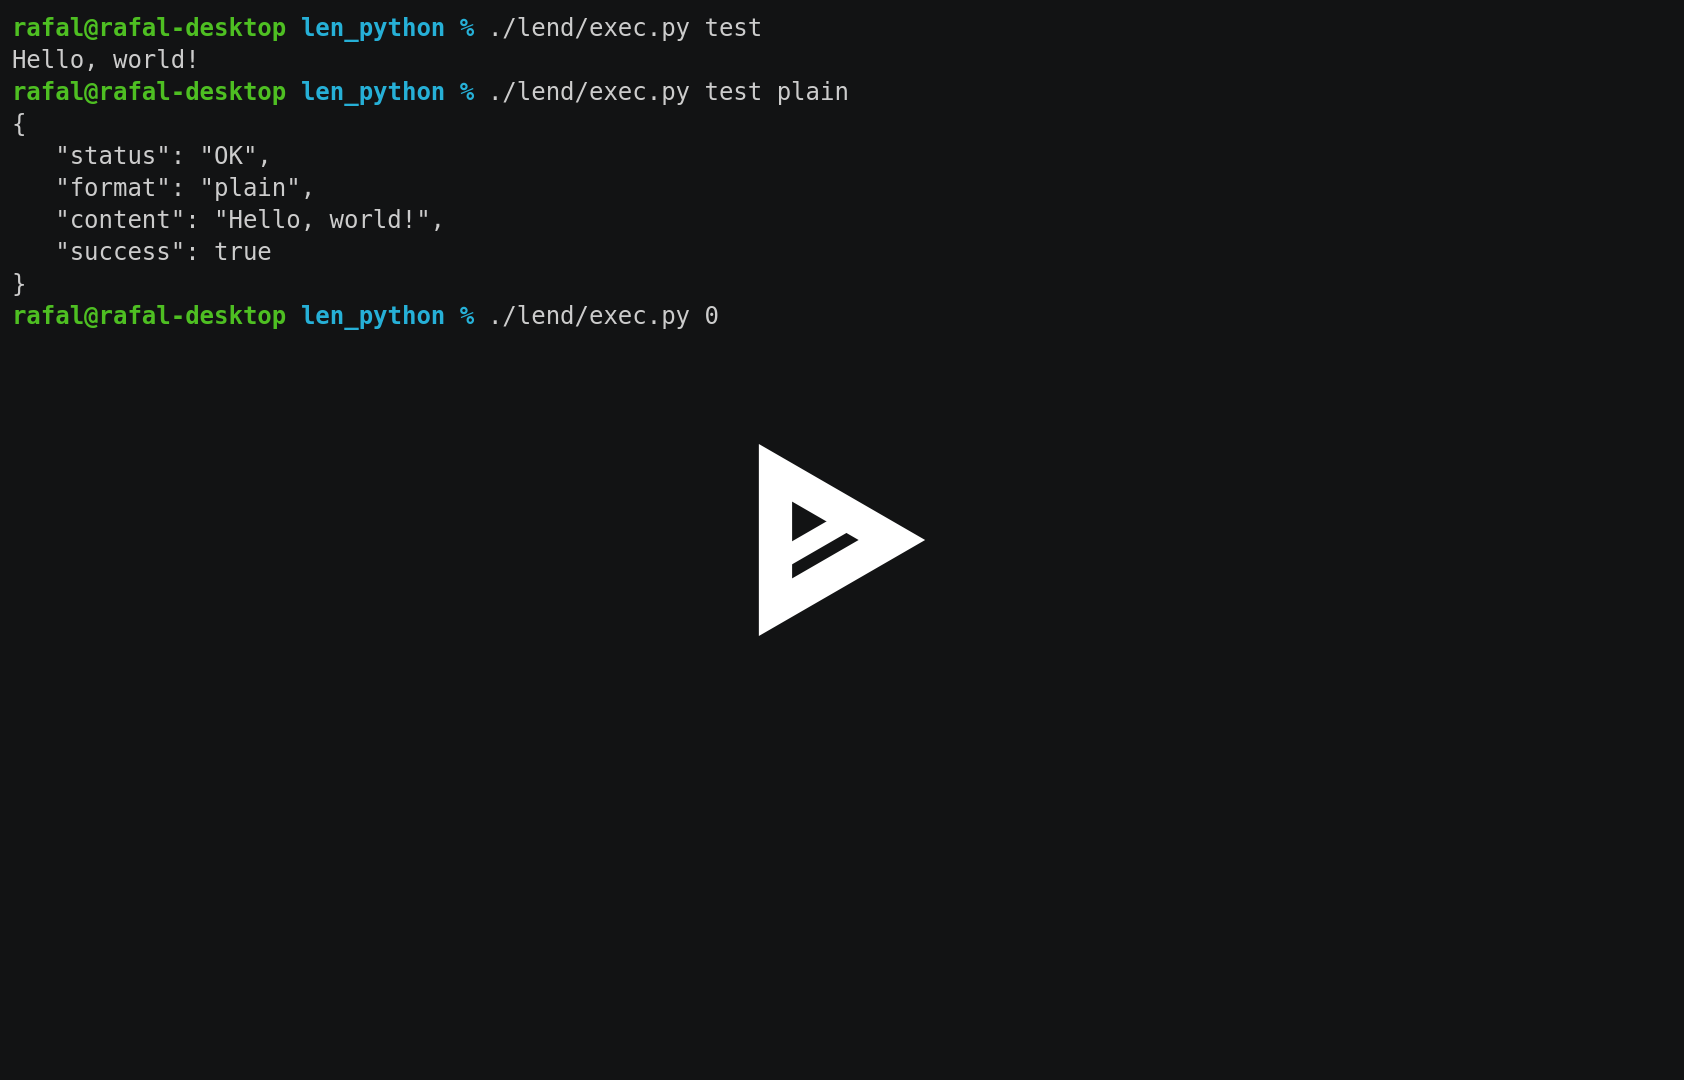 rafal@rafal-desktop len_python % ./lend/exec.py test
Hello, world!
rafal@rafal-desktop len_python % ./lend/exec.py test plain
{
   "status": "OK",
   "format": "plain",
   "content": "Hello, world!",
   "success": true
}
rafal@rafal-desktop len_python % ./lend/exec.py 0